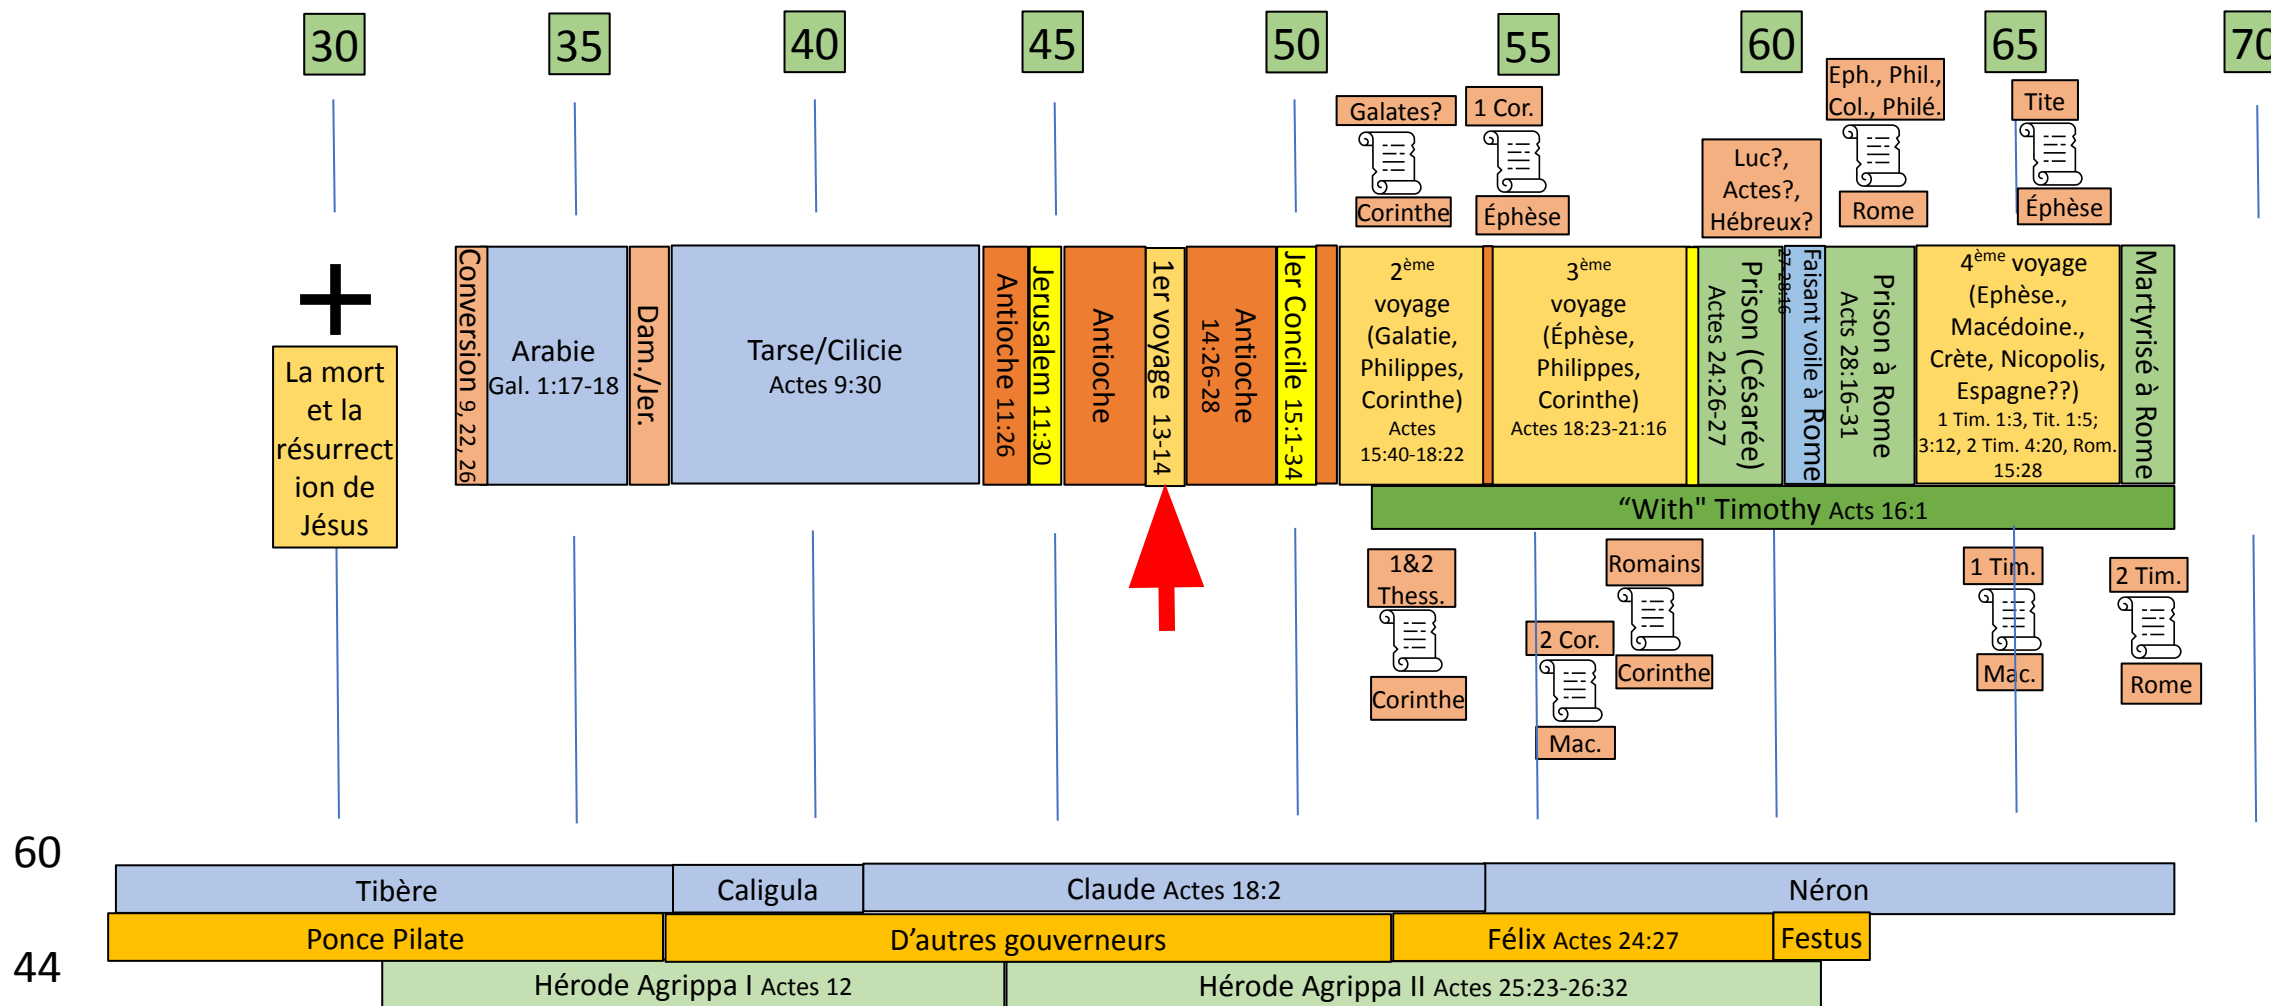 30
35
40
45
50
55
60
65
70
Galates?
Corinthe
1 Cor.
Éphèse
Luc?,
Actes?,
Hébreux?
Eph., Phil.,
Col., Philé.
Rome
Tite
Éphèse
La mort
et la
résurrect
ion de
Jésus
Conversion 9, 22, 26
Arabie
Gal. 1:17-18
Dam./Jer.
Tarse/Cilicie
Actes 9:30
Antioche 11:26
Jerusalem 11:30
Antioche
1er voyage 13-14
Antioche
14:26-28
Jer Concile 15:1-34
2ème
voyage
(Galatie,
Philippes,
Corinthe)
Actes
15:40-18:22
3ème
voyage
(Éphèse,
Philippes,
Corinthe)
Actes 18:23-21:16
Prison (Césarée)
Actes 24:26-27
Faisant voile à Rome
27-28:16
Prison à Rome
Acts 28:16-31
4ème voyage
(Ephèse.,
Macédoine.,
Crète, Nicopolis,
Espagne??)
1 Tim. 1:3, Tit. 1:5;
3:12, 2 Tim. 4:20, Rom.
15:28
Martyrisé à Rome
“With" Timothy Acts 16:1
1&2
Thess.
Corinthe
2 Cor.
Mac.
Romains
Corinthe
1 Tim.
Mac.
2 Tim.
Rome
60
Tibère
Caligula
Claude Actes 18:2
Néron
Ponce Pilate
D’autres gouverneurs
Félix Actes 24:27
Festus
44
Hérode Agrippa I Actes 12
Hérode Agrippa II Actes 25:23-26:32